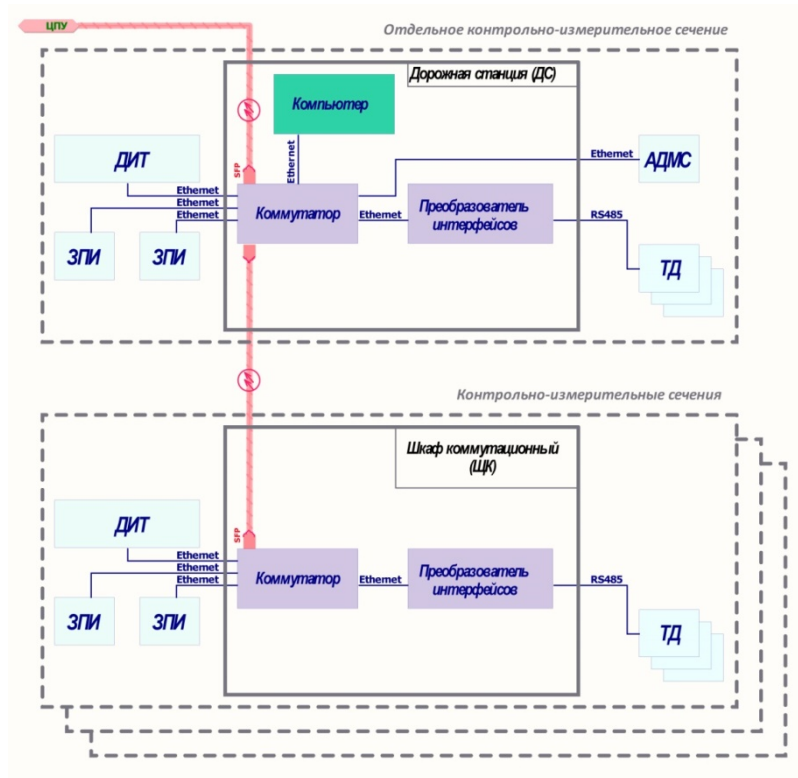 ЦПУ
Отдельное контрольно-измерительное сечение
Дорожная станция (ДС)
Компьютер
ДИТ
SFP
Ethernet
Ethernet
АДМС
Ethernet
Ethernet
Ethernet
Коммутатор
Ethernet
Преобразователь
интерфейсов
RS485
ЗПИ
ЗПИ
ТД
Контрольно-измерительные сечения
Шкаф коммутационный
(ЩК)
ДИТ
SFP
Ethernet
Ethernet
Ethernet
Коммутатор
Ethernet
Преобразователь
интерфейсов
RS485
ЗПИ
ЗПИ
ТД